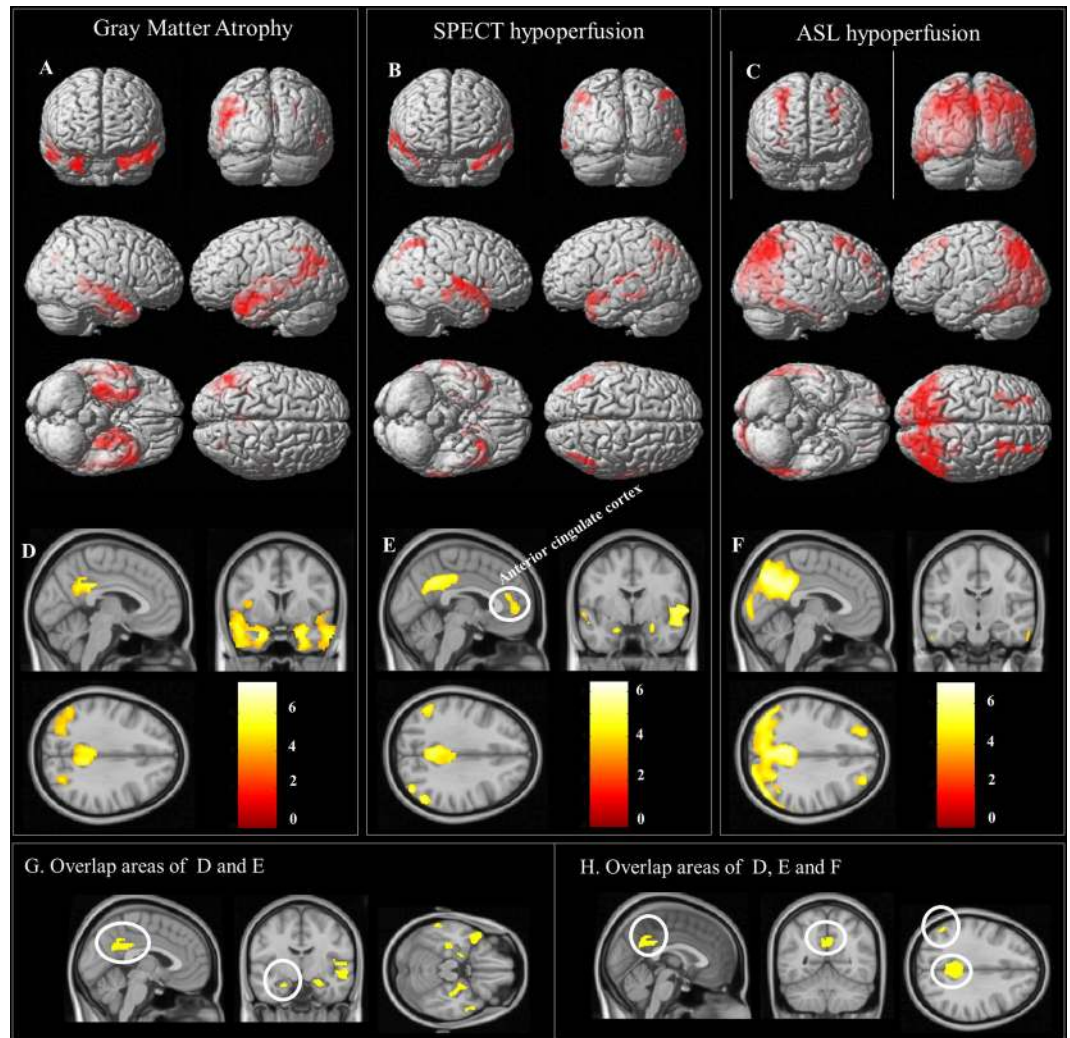 Gray Matter Atrophy
SPECT hypoperfusion
ASL hypoperfusion
A
B
C
D
E
Anterior cingulate cortex
F
6
4
2
0
6
4
2
0
6
4
2
0
G. Overlap areas of D and E
H. Overlap areas of D, E and F